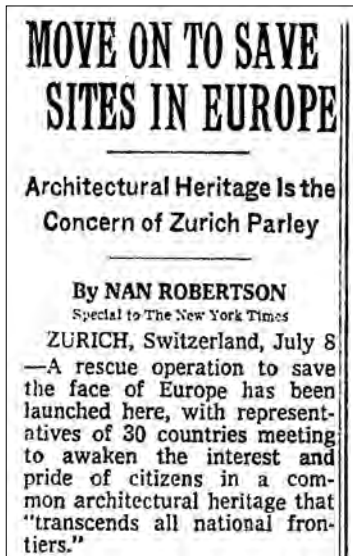 MOVE ON TO SAVE
SITES IN EUROPE
Architectural Heritage Is the
Concern of Zurich Parley
By NAN ROBERTSON
Special to The New York Times
ZURICH, Switzerland, July 8
—A rescue operation to save
the face of Europe has been
launched here, with represent-
atives of 30 countries meeting
to awaken the interest and
pride of citizens in a com-
mon architectural heritage that
"transcends all national fron-
tiers."